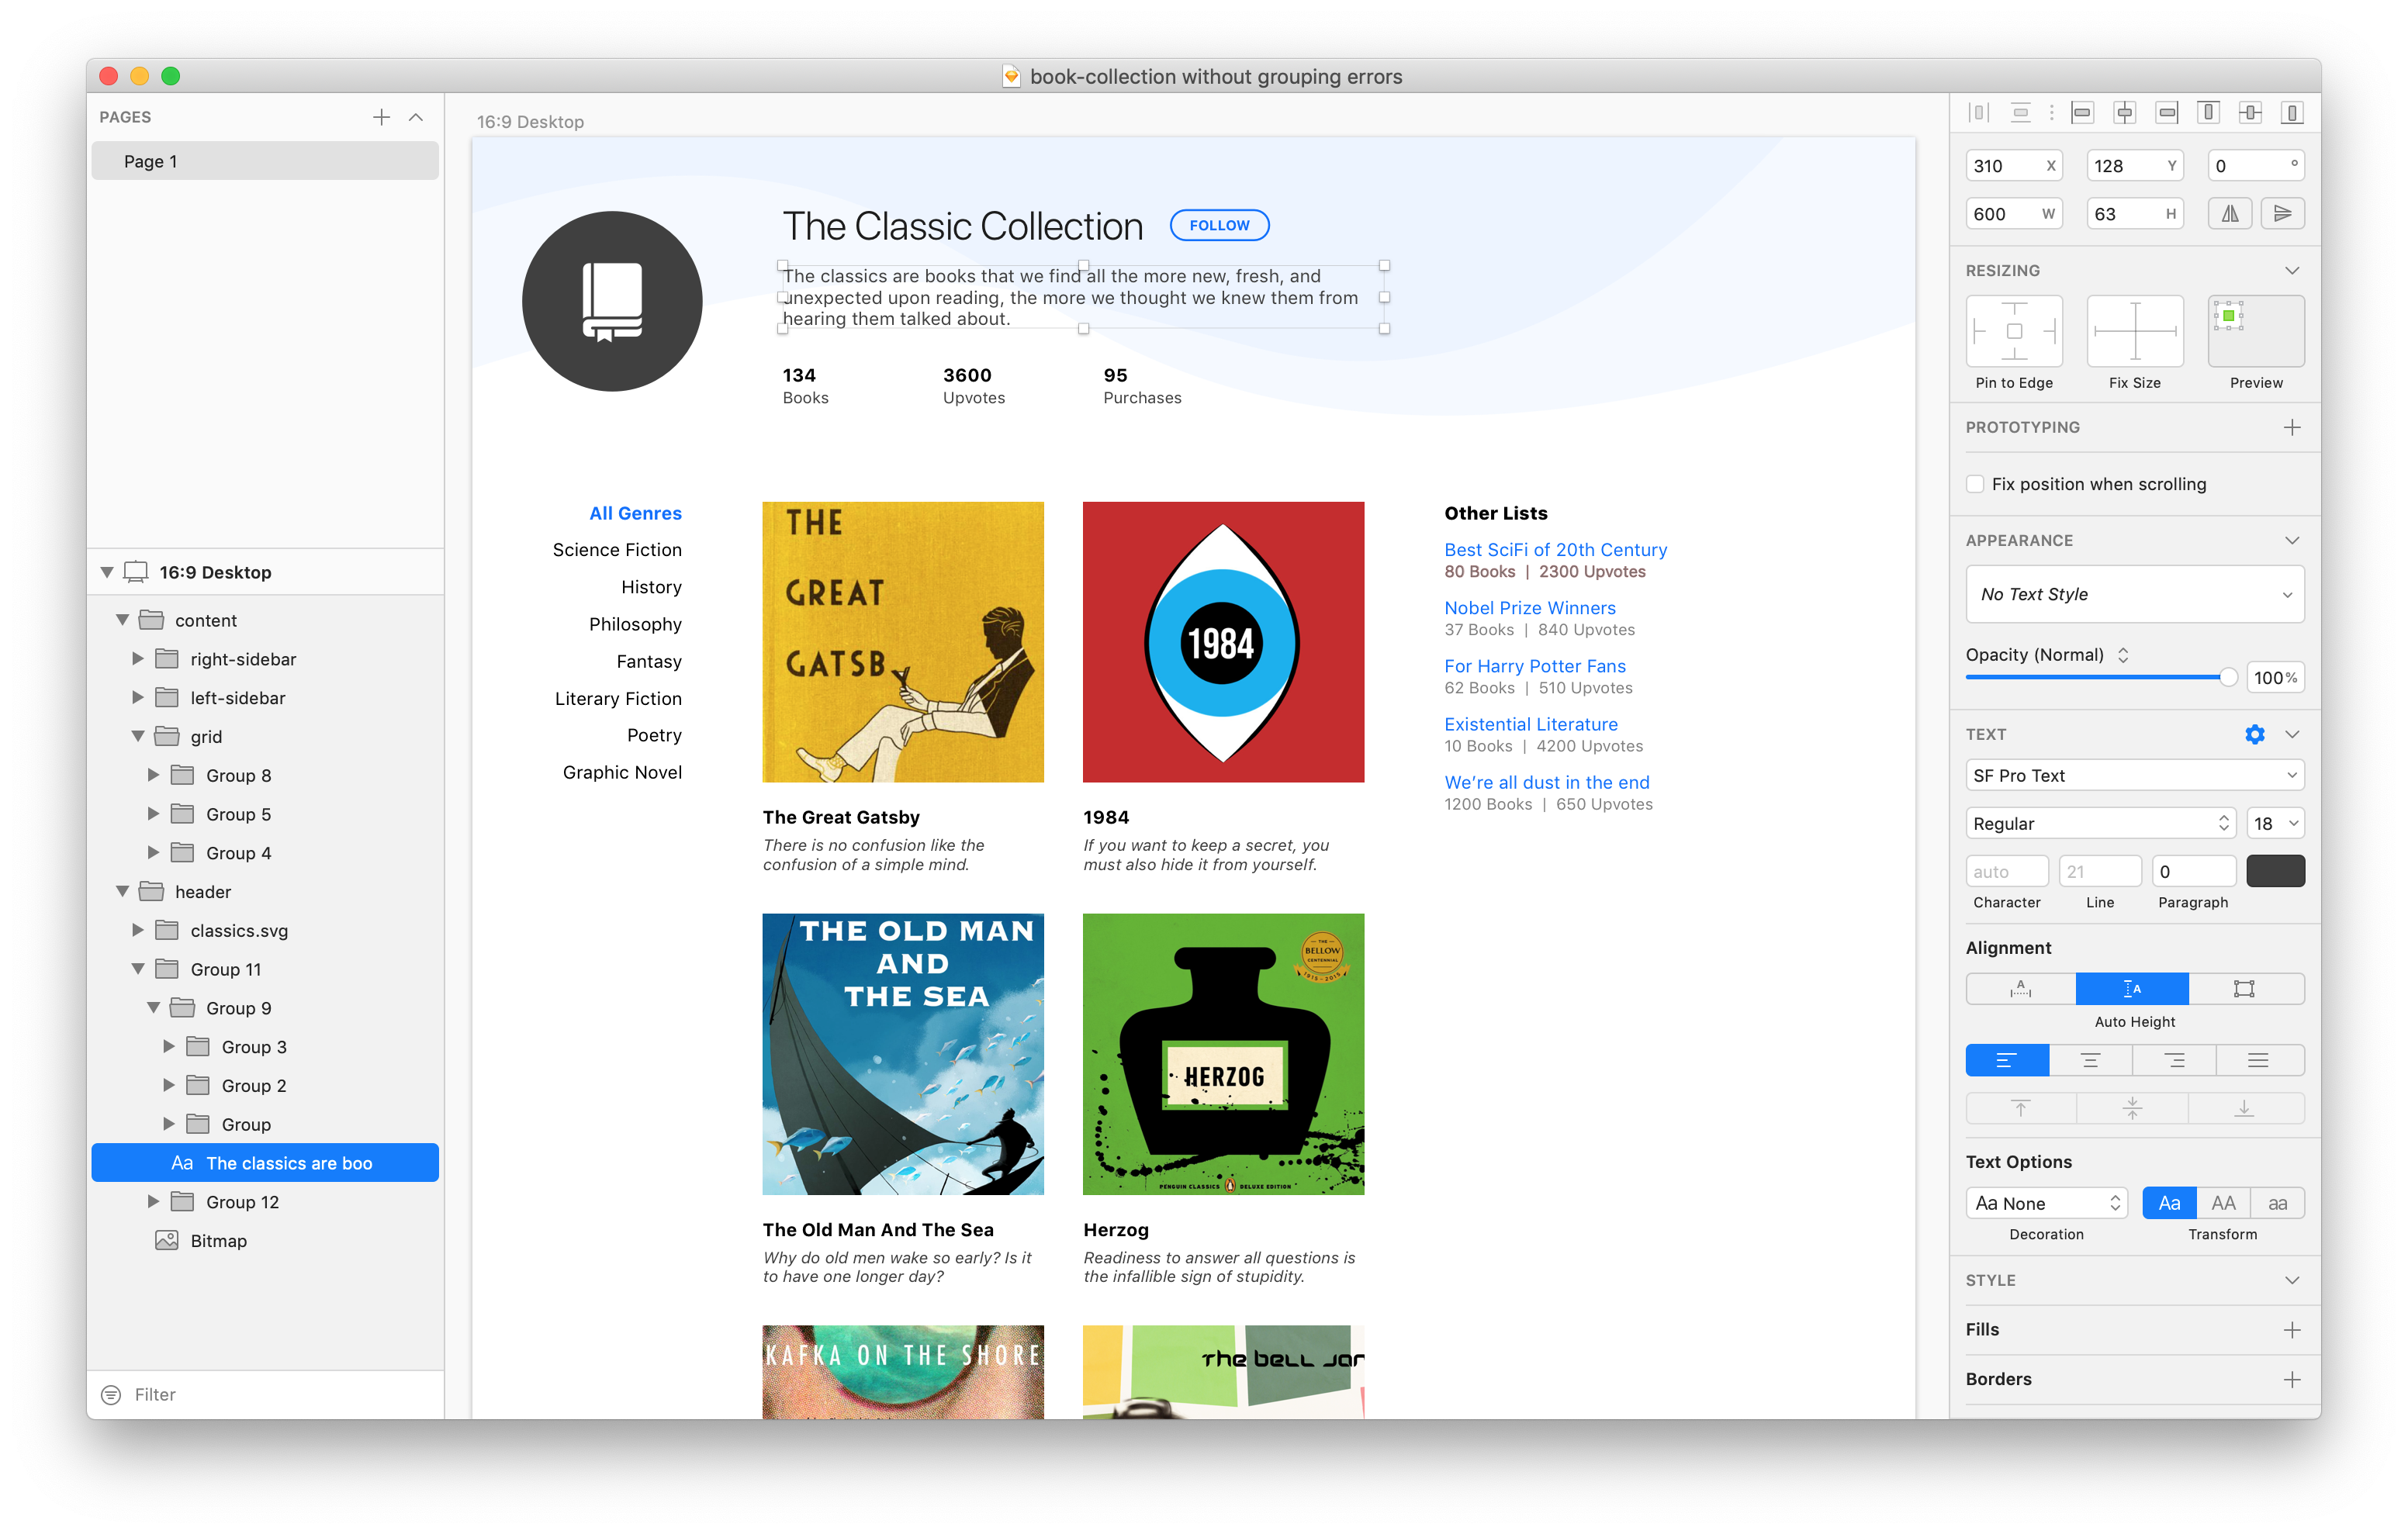 book-collection without grouping errors
PAGES
Page 1
16:9 Desktop
content
right-sidebar
left-sidebar
grid
Group 8
Group 5
Group 4
header
classics.svg
Group 11
Group 9
Group 3
Group 2
Group
Aa The classics are boo
Group 12
Bitmap
Filter
16:9 Desktop
The Classic Collection
FOLLOW
The classics are books that we find all the more new, fresh, and
unexpected upon reading, the more we thought we knew them from
hearing them talked about.
134 3600 95
Books Upvotes Purchases
All Genres
Science Fiction
History
Philosophy
Fantasy
Literary Fiction
Poetry
Graphic Novel
THE
GREAT
GATSB
The Great Gatsby
There is no confusion like the
confusion of a simple mind.
1984
1984
If you want to keep a secret, you
must also hide it from yourself.
THE OLD MAN
AND
THE SEA
The Old Man And The Sea
Why do old men wake so early? Is it
to have one longer day?
THE
BELLOW
CENTENNIAL
1915-2015
HERZOG
PENGUIN CLASSICS DELUXE EDITION
Herzog
Readiness to answer all questions is
the infallible sign of stupidity.
KAFKA ON THE SHORE
The bell jar
Other Lists
Best SciFi of 20th Century
80 Books | 2300 Upvotes
Nobel Prize Winners
37 Books | 840 Upvotes
For Harry Potter Fans
62 Books | 510 Upvotes
Existential Literature
10 Books | 4200 Upvotes
We’re all dust in the end
1200 Books | 650 Upvotes
310 X 128 Y 0 °
600 W 63 H
RESIZING
Pin to Edge Fix Size Preview
PROTOTYPING
Fix position when scrolling
APPEARANCE
No Text Style
Opacity (Normal)
100%
TEXT
SF Pro Text
Regular 18
auto 21 0
Character Line Paragraph
Alignment
A A
Auto Height
Text Options
Aa None Aa AA aa
Decoration Transform
STYLE
Fills
Borders